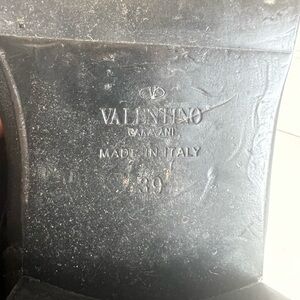 V
VALENTINO
GARAVANI
MADE IN ITALY
39